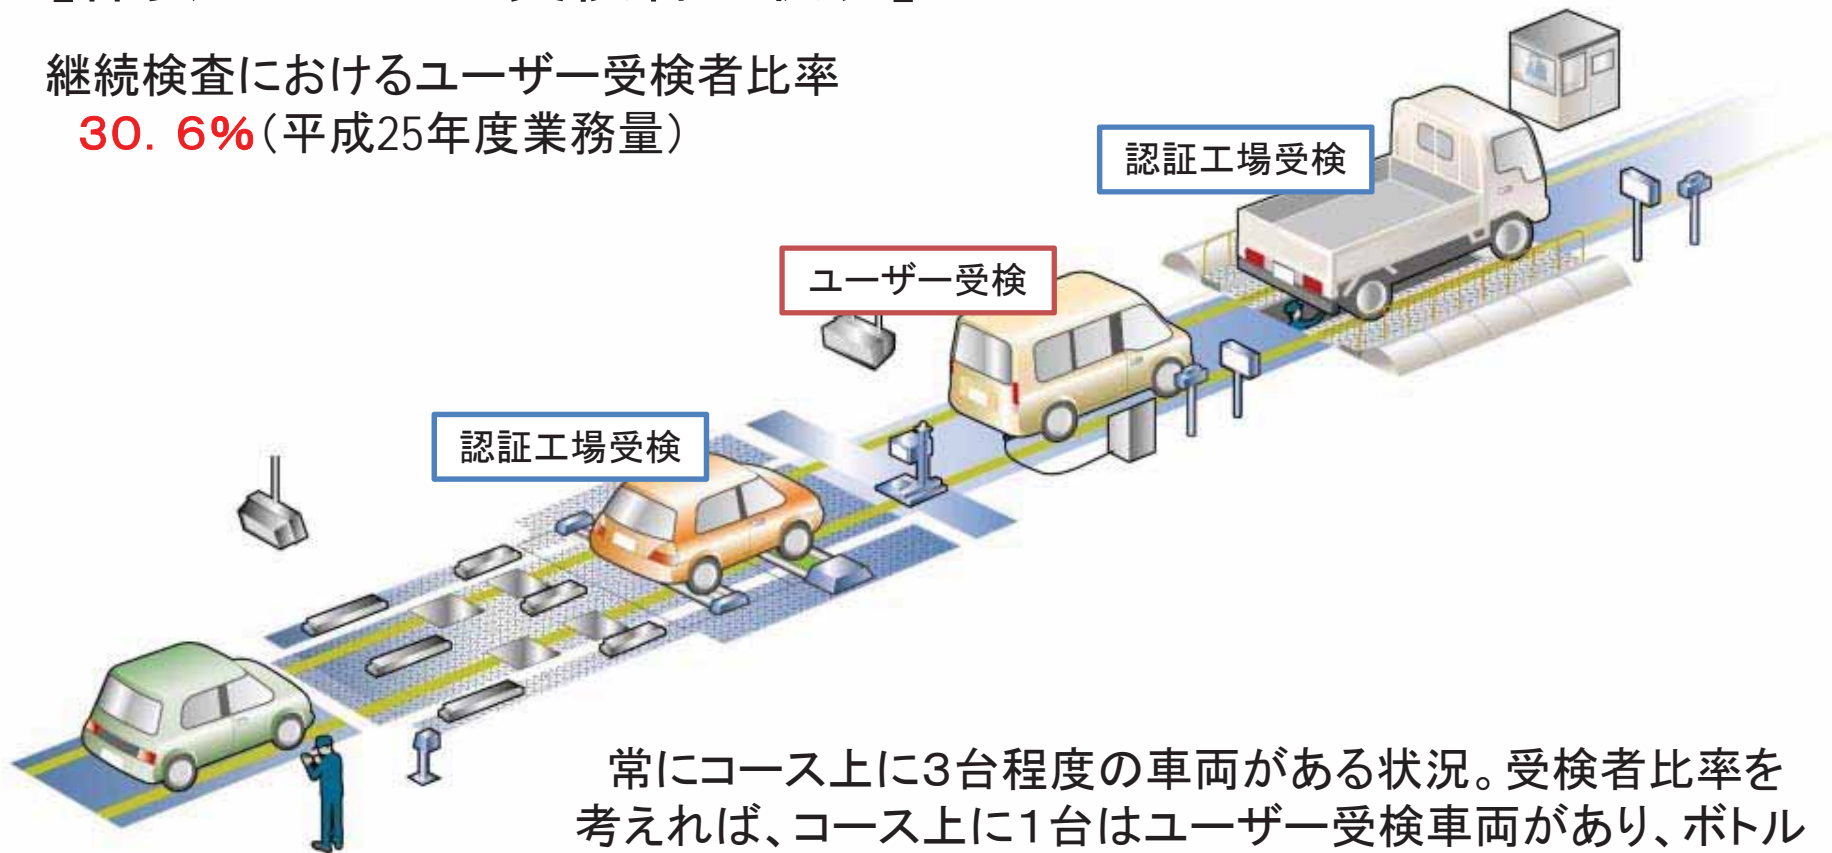 継続検査におけるユーザー受検者比率
30．6%(平成25年度業務量)
認証工場受検
ユーザー受検
認証工場受検
常にコース上に3台程度の車両がある状況。受検者比率を
考えれば、コース上に1台はユーザー受検車両があり、ボトル